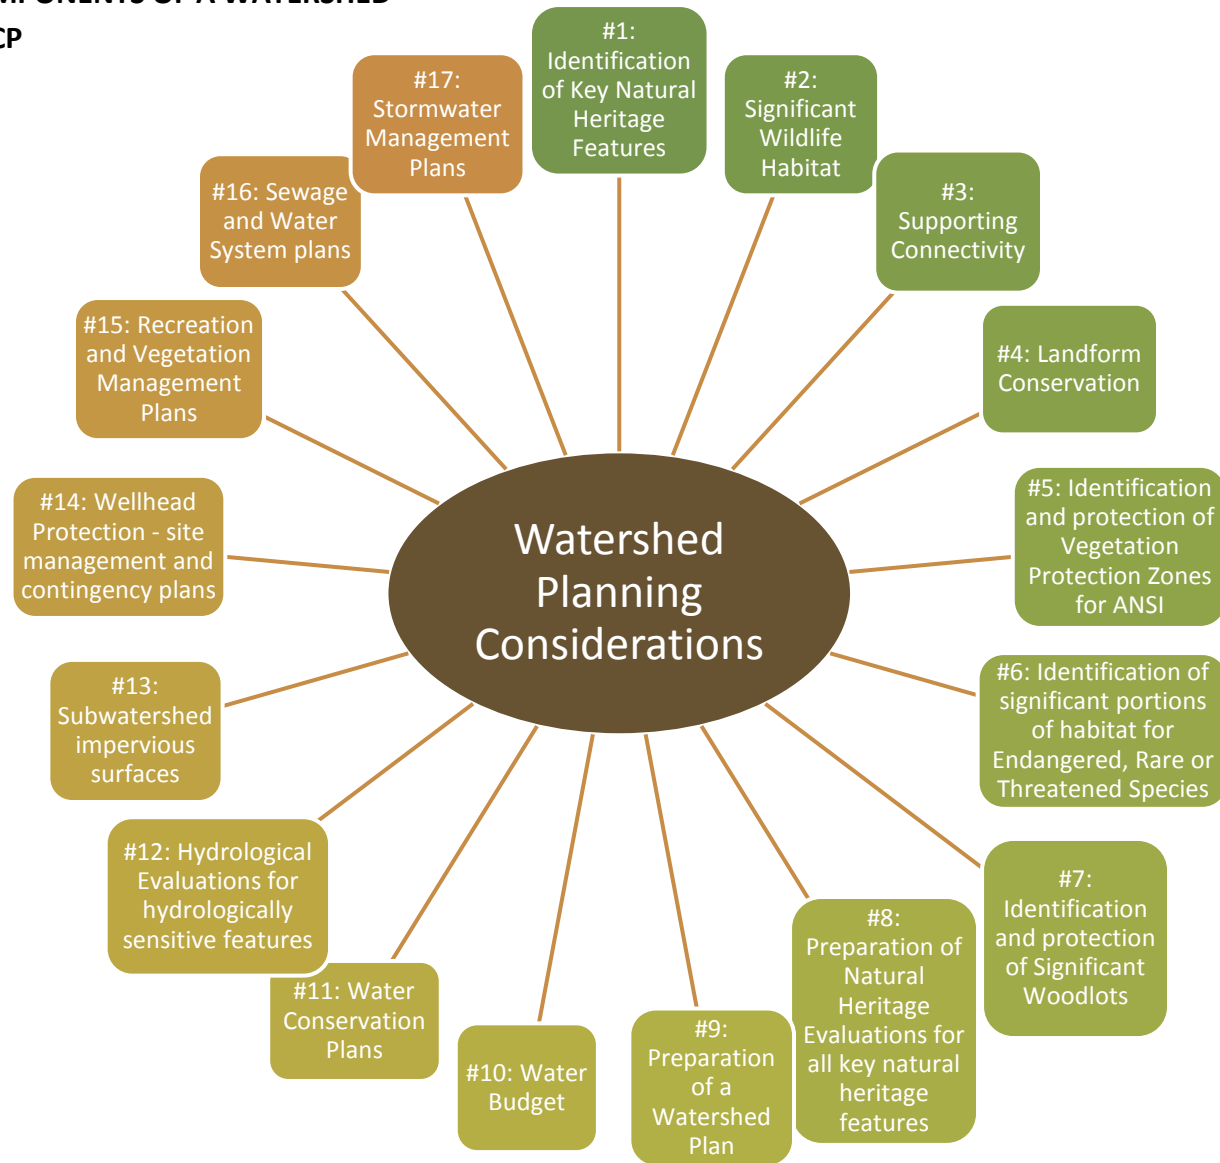 OF A WATERSHED
#1:
Identification
of Key Natural
Heritage
Features
#2:
Significant
Wildlife
Habitat
#3:
Supporting
Connectivity
#4: Landform
Conservation
#5: Identification
and protection of
Vegetation
Protection Zones
for ANSI
#6: Identification of
significant portions
of habitat for
Endangered, Rare or
Threatened Species
#7:
Identification
and protection
of Significant
Woodlots
#8:
Preparation of
Natural
Heritage
Evaluations for
all key natural
heritage
features
#9:
Preparation
of a
Watershed
Plan
#10: Water
Budget
#11: Water
Conservation
Plans
#12: Hydrological
Evaluations for
hydrologically
sensitive features
#13:
Subwatershed
impervious
surfaces
#14: Wellhead
Protection - site
management and
contingency plans
#15: Recreation
and Vegetation
Management
Plans
#16: Sewage
and Water
System plans
#17:
Stormwater
Management
Plans
Watershed
Planning
Considerations